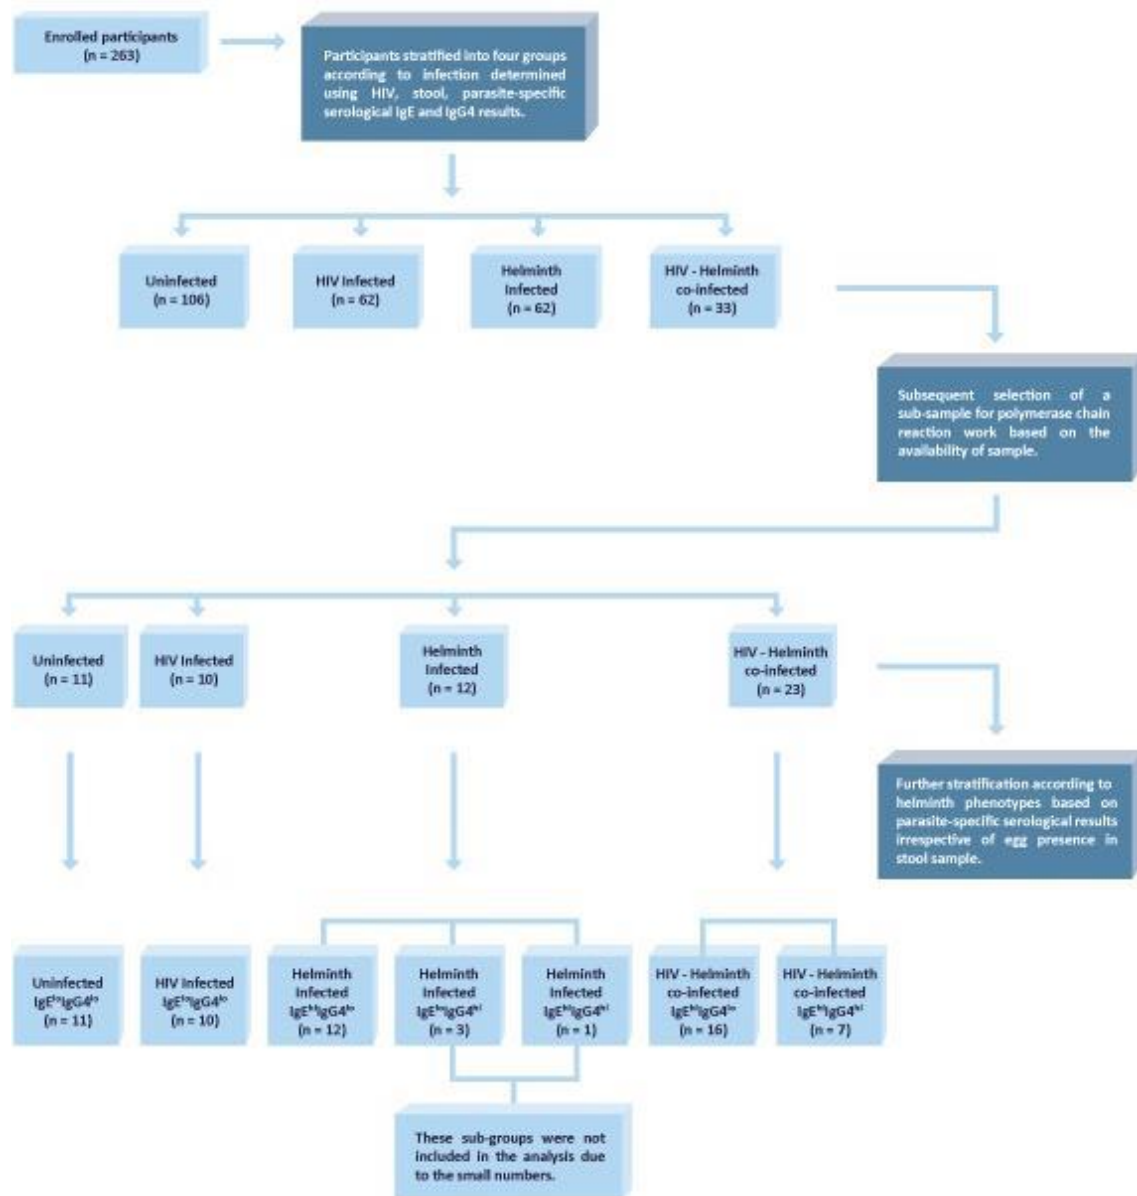 Enrolled participants
(n = 263)
Participants stratified into four groups
according to infection determined
using HIV, stool, parasite-specific
serological IgE and IgG4 results.
Uninfected
(n = 106)
HIV Infected
(n = 62)
Helminth
Infected
(n = 62)
HIV - Helminth
co-infected
(n = 33)
Subsequent selection of a
sub-sample for polymerase chain
reaction work based on the
availability of sample.
Uninfected
(n = 11)
HIV Infected
(n = 10)
Helminth
Infected
(n = 12)
HIV - Helminth
co-infected
(n = 23)
Further stratification according to
helminth phenotypes based on
parasite-specific serological results
irrespective of egg presence in
stool sample.
Uninfected
IgEˡᵒIgG4ˡᵒ
(n = 11)
HIV Infected
IgEˡᵒIgG4ˡᵒ
(n = 10)
Helminth
Infected
IgEʰⁱIgG4ˡᵒ
(n = 12)
Helminth
Infected
(n = 3)
Helminth
Infected
(n = 1)
HIV - Helminth
co-infected
IgEʰⁱIgG4ˡᵒ
(n = 16)
HIV - Helminth
co-infected
IgEʰⁱIgG4ʰⁱ
(n = 7)
These sub-groups were not
included in the analysis due
to the small numbers.